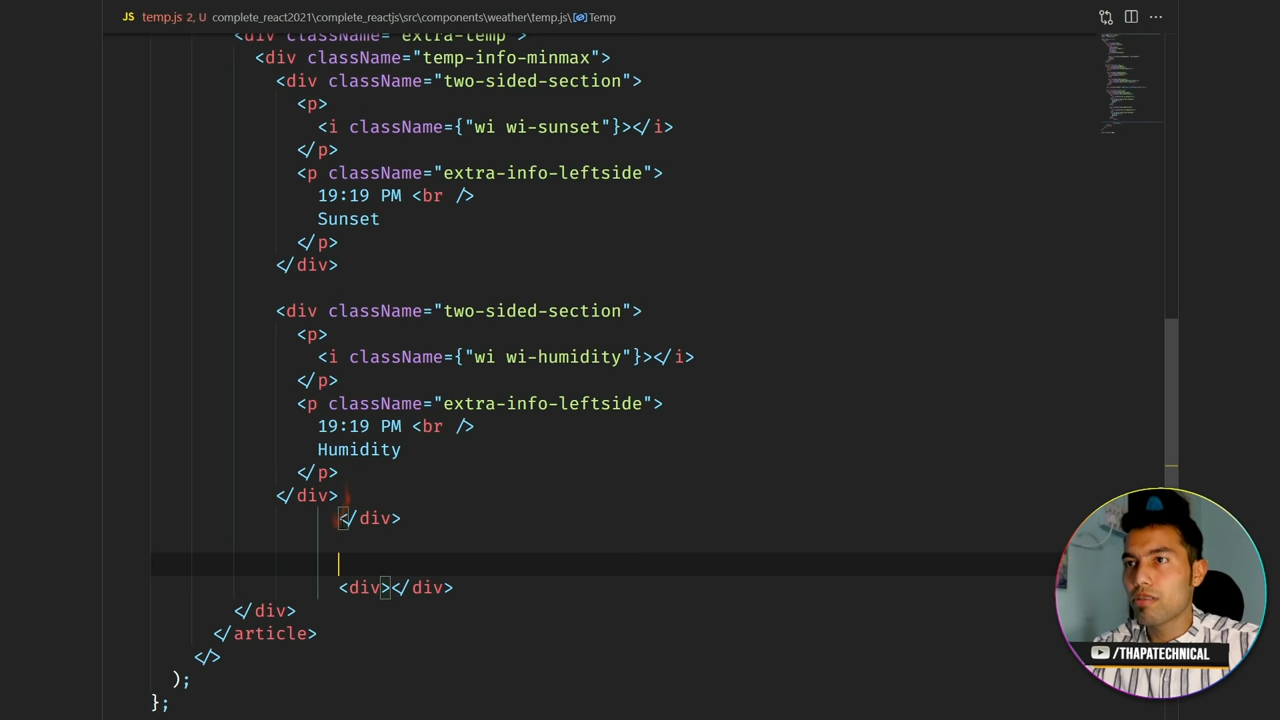 JS temp.js 2, U complete_react2021\complete_reactjs\src\components\weather\temp.js\[@]Temp
<div className="extra-temp">
<div className="temp-info-minmax">
<div className="two-sided-section">
<p>
<i className={"wi wi-sunset"}></i>
</p>
<p className="extra-info-leftside">
19:19 PM <br />
Sunset
</p>
</div>
<div className="two-sided-section">
<p>
<i className={"wi wi-humidity"}></i>
</p>
<p className="extra-info-leftside">
19:19 PM <br />
Humidity
</p>
</div>
</div>
<div></div>
</div>
</article>
</>
);
};
/THAPATECHNICAL